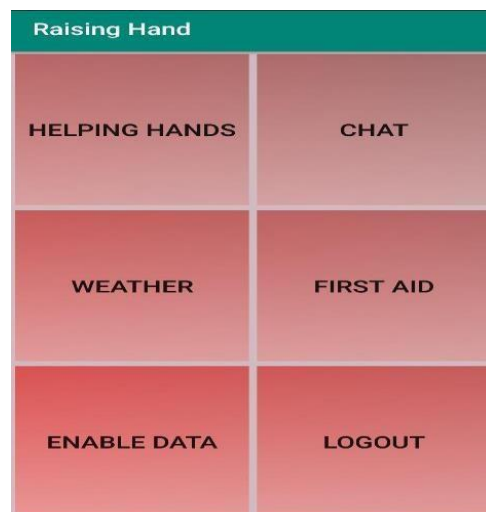 Raising Hand
HELPING HANDS
CHAT
WEATHER
FIRST AID
ENABLE DATA
LOGOUT